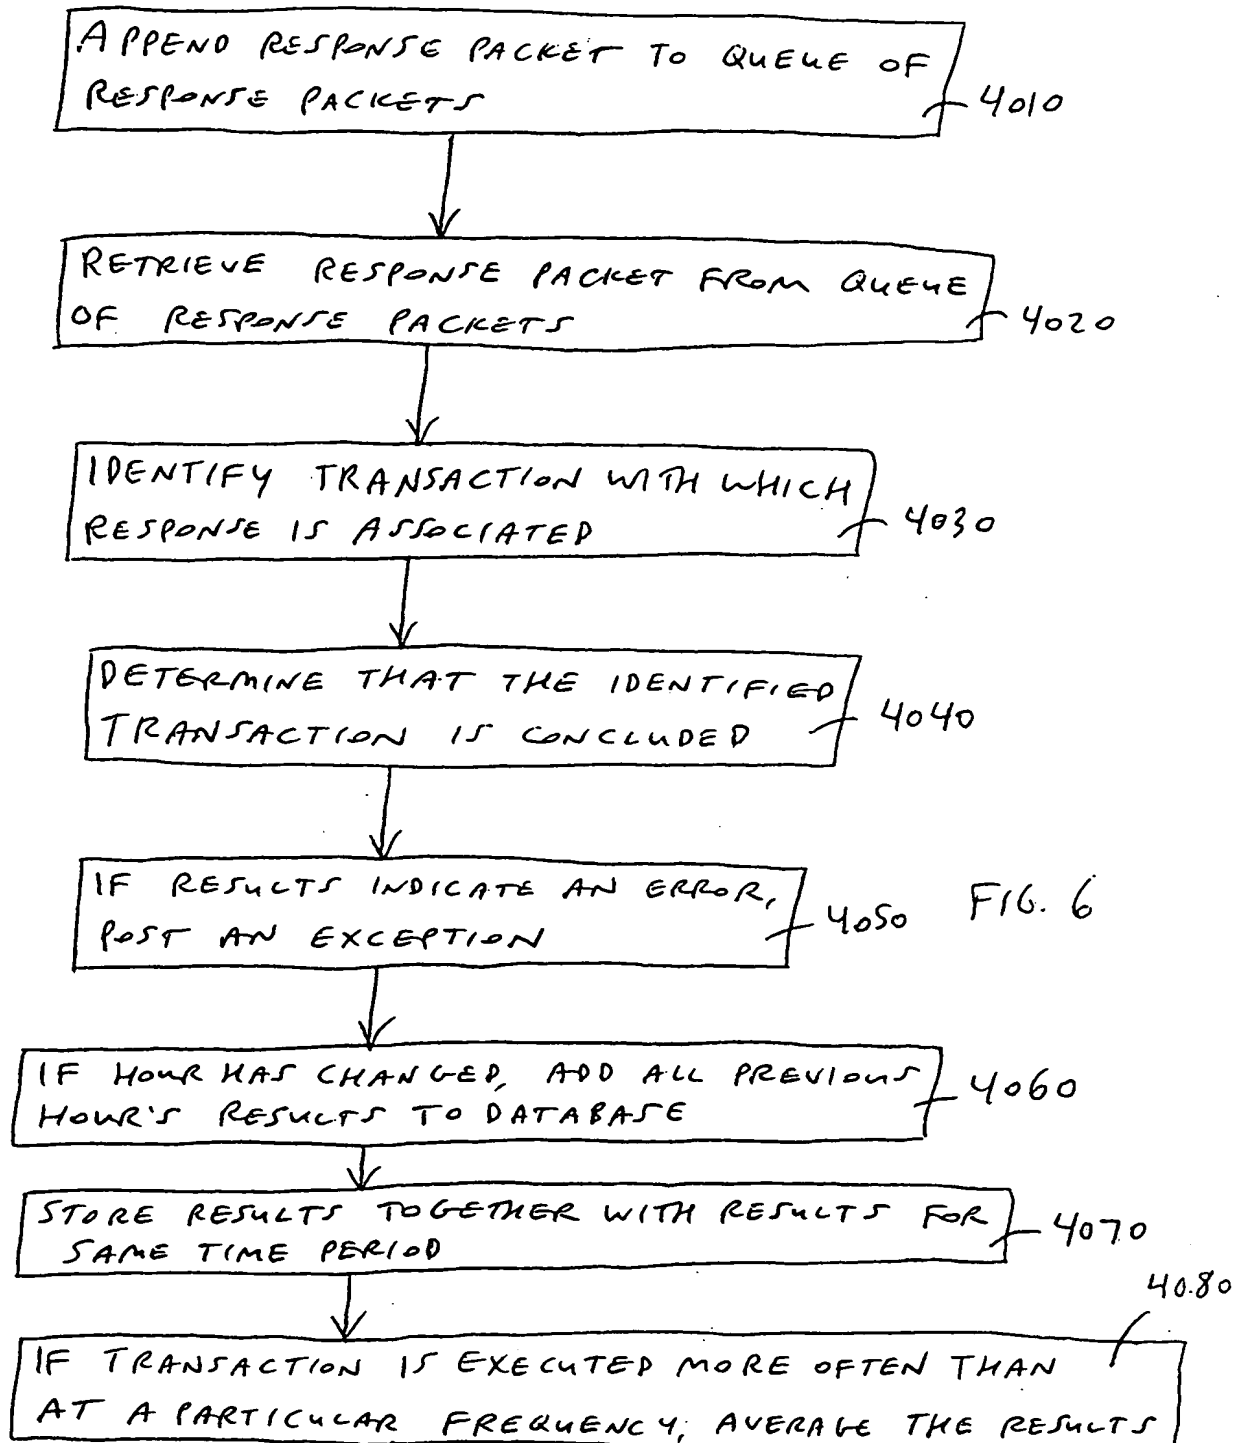 APPEND RESPONSE PACKET TO QUEUE OF
RESPONSE PACKETS
4010
RETRIEVE RESPONSE PACKET FROM QUEUE
OF RESPONSE PACKETS
4020
IDENTIFY TRANSACTION WITH WHICH
RESPONSE IS ASSOCIATED
4030
DETERMINE THAT THE IDENTIFIED
TRANSACTION IS CONCLUDED
4040
IF RESULTS INDICATE AN ERROR,
POST AN EXCEPTION
4050
FIG. 6
IF HOUR HAS CHANGED, ADD ALL PREVIOUS
HOUR'S RESULTS TO DATABASE
4060
STORE RESULTS TOGETHER WITH RESULTS FOR
SAME TIME PERIOD
4070
4080
IF TRANSACTION IS EXECUTED MORE OFTEN THAN
AT A PARTICULAR FREQUENCY, AVERAGE THE RESULTS